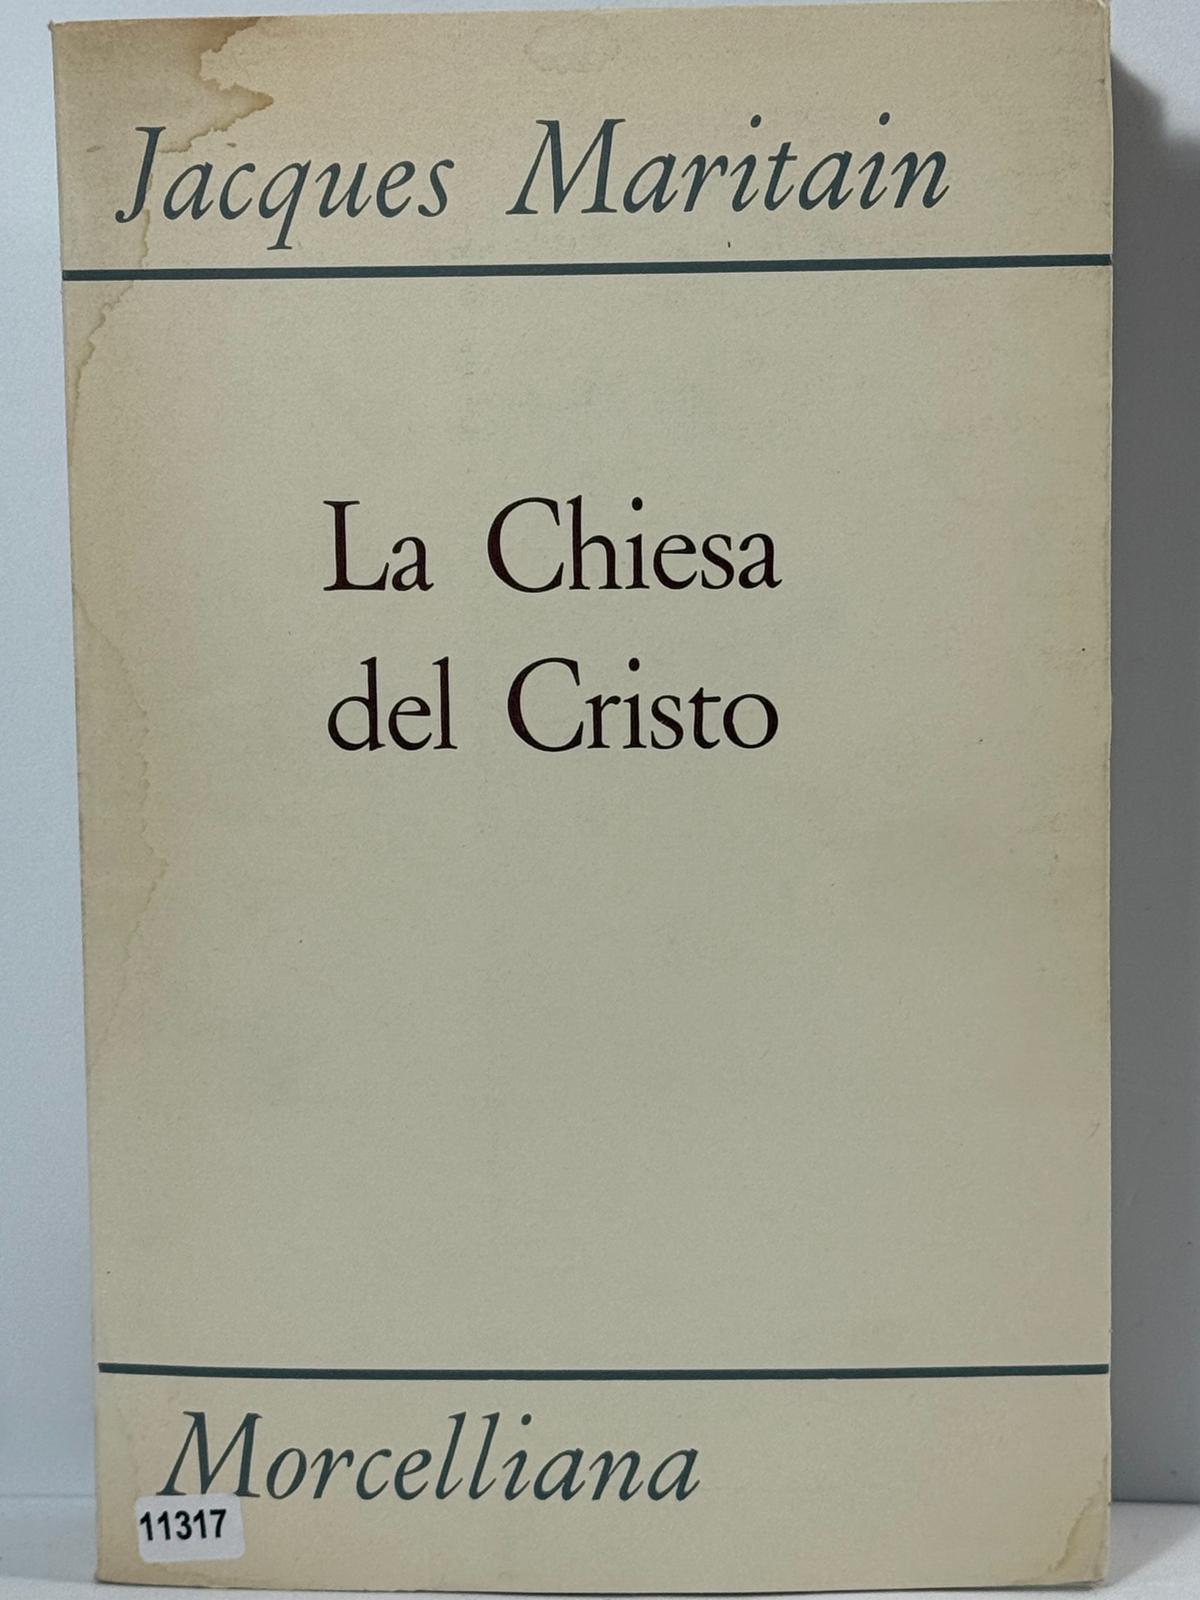 Jacques Maritain
La Chiesa
del Cristo
Morcelliana
11317